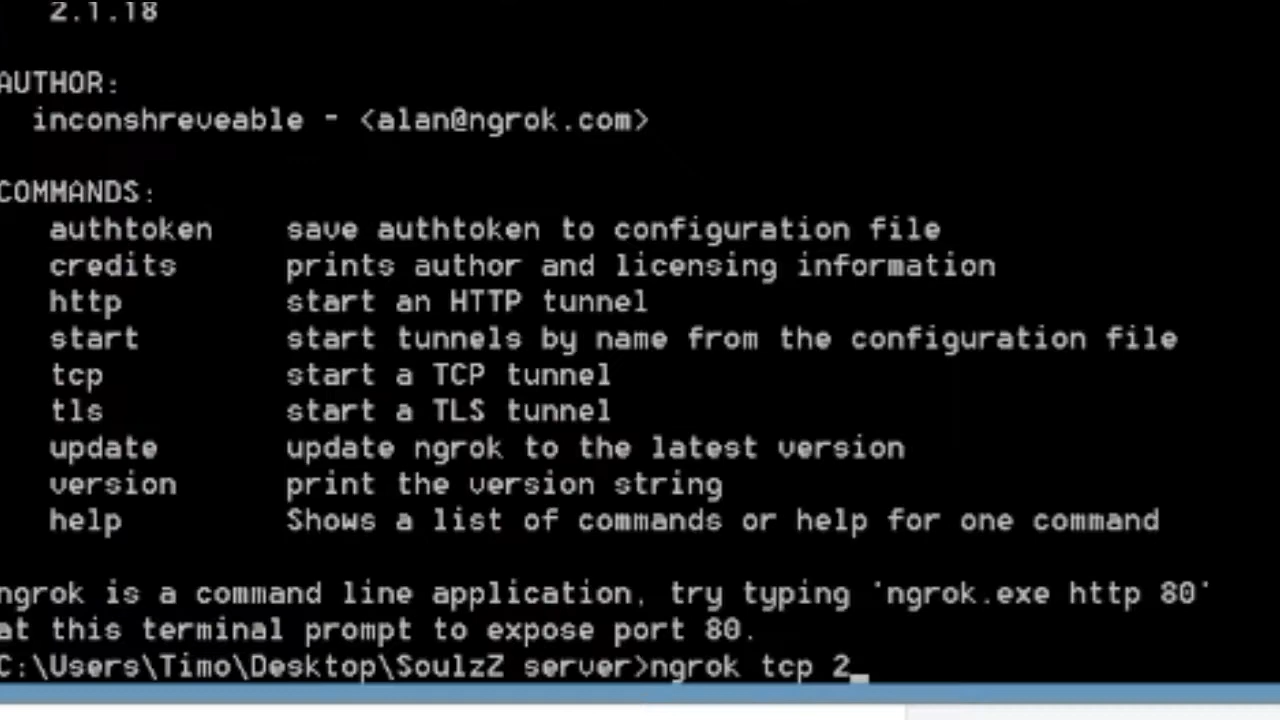 2.1.18
AUTHOR:
inconshreveable - <alan@ngrok.com>
COMMANDS:
authtoken save authtoken to configuration file
credits prints author and licensing information
http start an HTTP tunnel
start start tunnels by name from the configuration file
tcp start a TCP tunnel
tls start a TLS tunnel
update update ngrok to the latest version
version print the version string
help Shows a list of commands or help for one command
ngrok is a command line application, try typing 'ngrok.exe http 80'
at this terminal prompt to expose port 80.
C:\Users\Timo\Desktop\SoulzZ server>ngrok tcp 2_